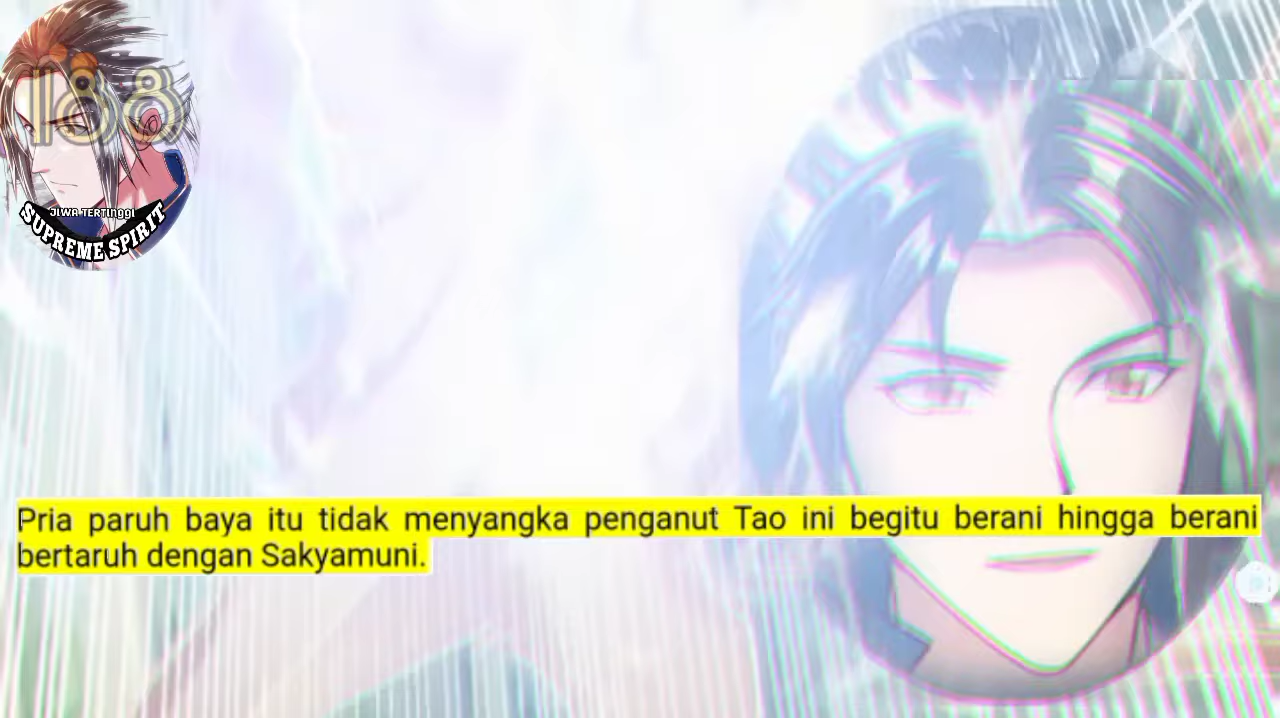 188
JIWA TERTINGGI
SUPREME SPIRIT
Pria paruh baya itu tidak menyangka penganut Tao ini begitu berani hingga berani
bertaruh dengan Sakyamuni.